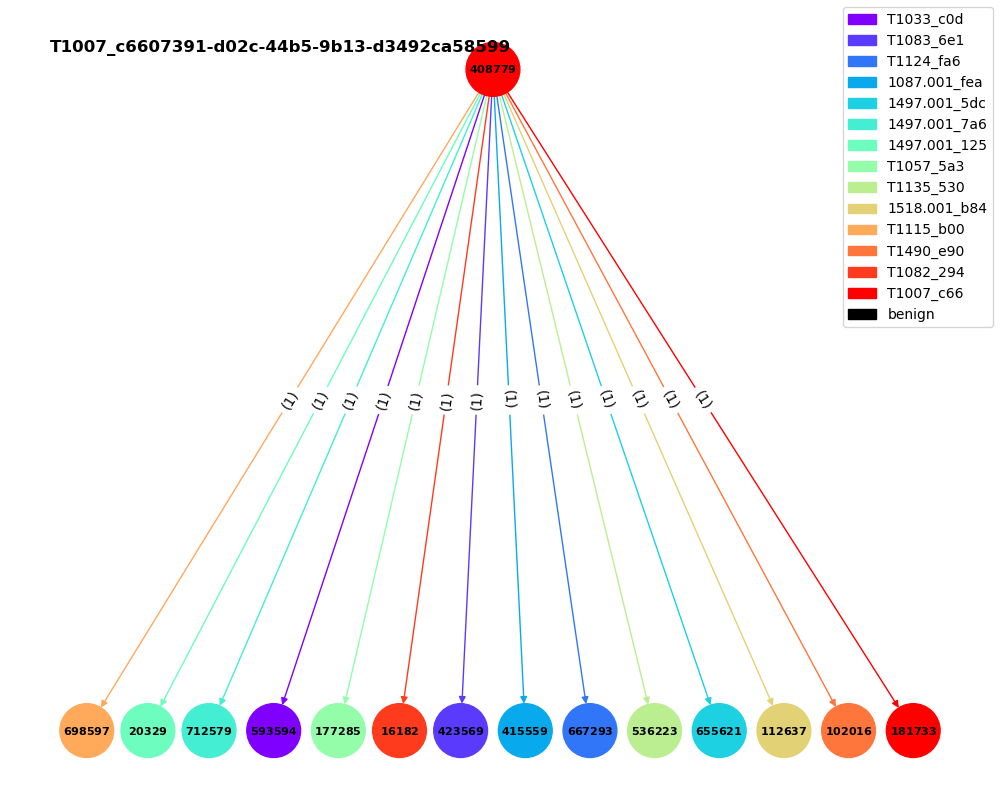 T1007_c6607391-d02c-44b5-9b13-d3492ca58599
408779
T1033_c0d
T1083_6e1
T1124_fa6
1087.001_fea
1497.001_5dc
1497.001_7a6
1497.001_125
T1057_5a3
T1135_530
1518.001_b84
T1115_b00
T1490_e90
T1082_294
T1007_c66
benign
(1) (1) (1) (1) (1) (1) (1) (1) (1) (1) (1) (1) (1) (1)
698597 20329 712579 593594 177285 16182 423569 415559 667293 536223 655621 112637 102016 181733